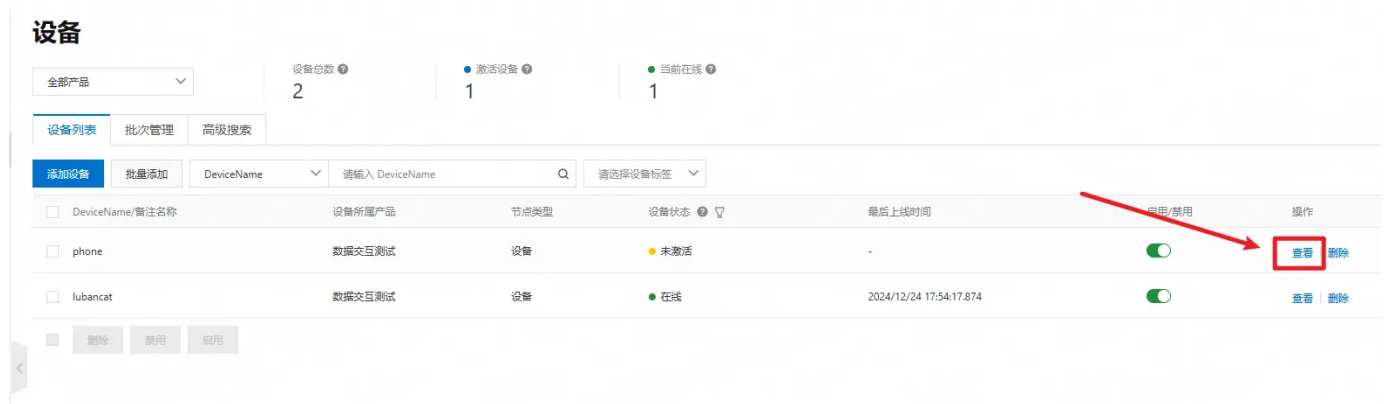 设备
全部产品
设备总数
2
激活设备
1
当前在线
1
设备列表 批次管理 高级搜索
添加设备 批量添加 DeviceName 请输入 DeviceName 请选择设备标签
DeviceName/备注名称 设备所属产品 节点类型 设备状态 最后上线时间 启用/禁用 操作
phone 数据交互测试 设备 未激活 - 查看 删除
lubancat 数据交互测试 设备 在线 2024/12/24 17:54:17.874 查看 删除
删除 禁用 启用